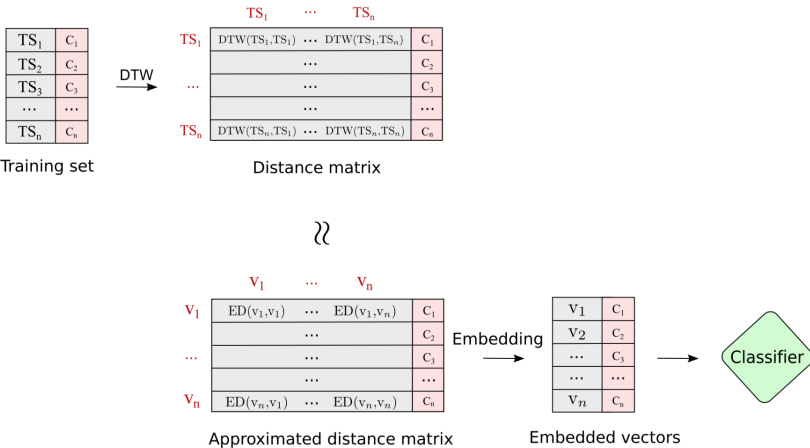 TS₁ ... TSₙ
TS₁ C₁
TS₂ C₂
TS₃ C₃
... ...
TSₙ Cₙ
DTW
TS₁ DTW(TS₁,TS₁) ... DTW(TS₁,TSₙ) C₁
... C₂
... ... C₃
... ...
TSₙ DTW(TSₙ,TS₁) ... DTW(TSₙ,TSₙ) Cₙ
Training set
Distance matrix
≈
v₁ ... vₙ
v₁ ED(v₁,v₁) ... ED(v₁,vₙ) C₁
... C₂
... ... C₃
... ...
vₙ ED(vₙ,v₁) ... ED(vₙ,vₙ) Cₙ
Approximated distance matrix
Embedding
v₁ C₁
v₂ C₂
... C₃
... ...
vₙ Cₙ
Embedded vectors
Classifier